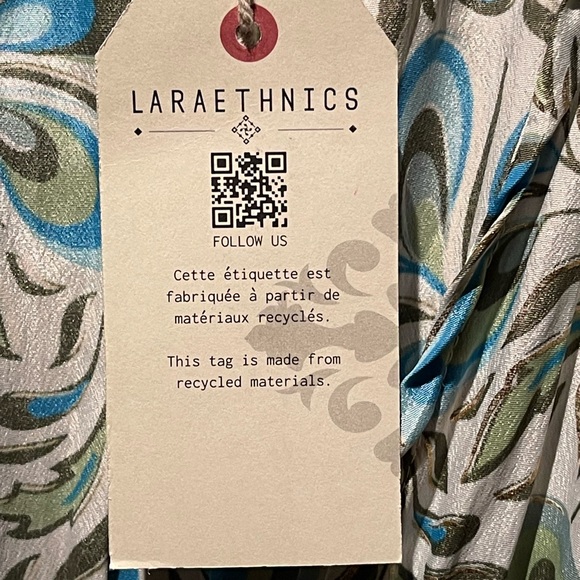 LARAETHNICS
FOLLOW US
Cette étiquette est
fabriquée à partir de
matériaux recyclés.
This tag is made from
recycled materials.